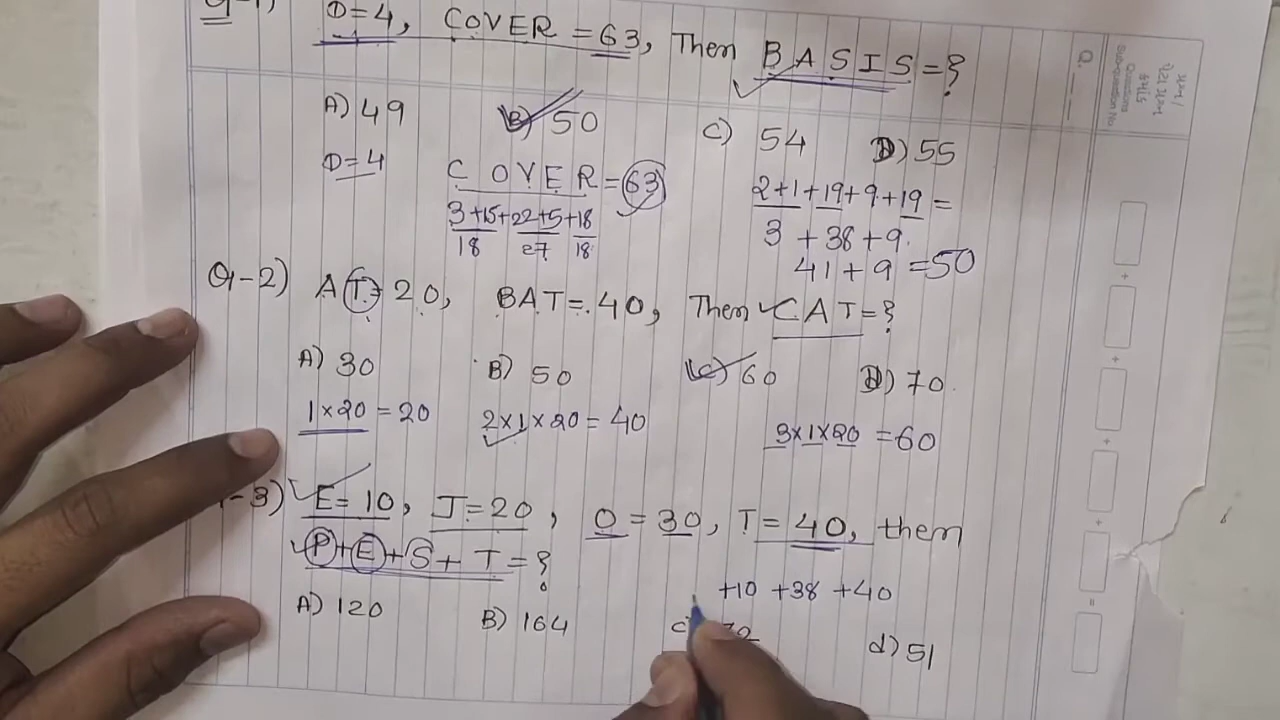 D=4, COVER = 63, Then BASIS = ?
A) 49 B) 50 C) 54 D) 55
D=4 COVER = 63
3+15+22+5+18
18 27 18
2+1+19+9+19 =
3 + 38 + 9
41 + 9 = 50
Q-2) AT = 20, BAT = 40, Then CAT = ?
A) 30 B) 50 C) 60 D) 70
1×20 = 20 2×1×20 = 40 3×1×20 = 60
-3) E = 10, J = 20, O = 30, T = 40, then
P+E+S+T = ?
+10 +38 +40
A) 120 B) 164 C) d) 51
Questions
Q.
+
+
+
+
=